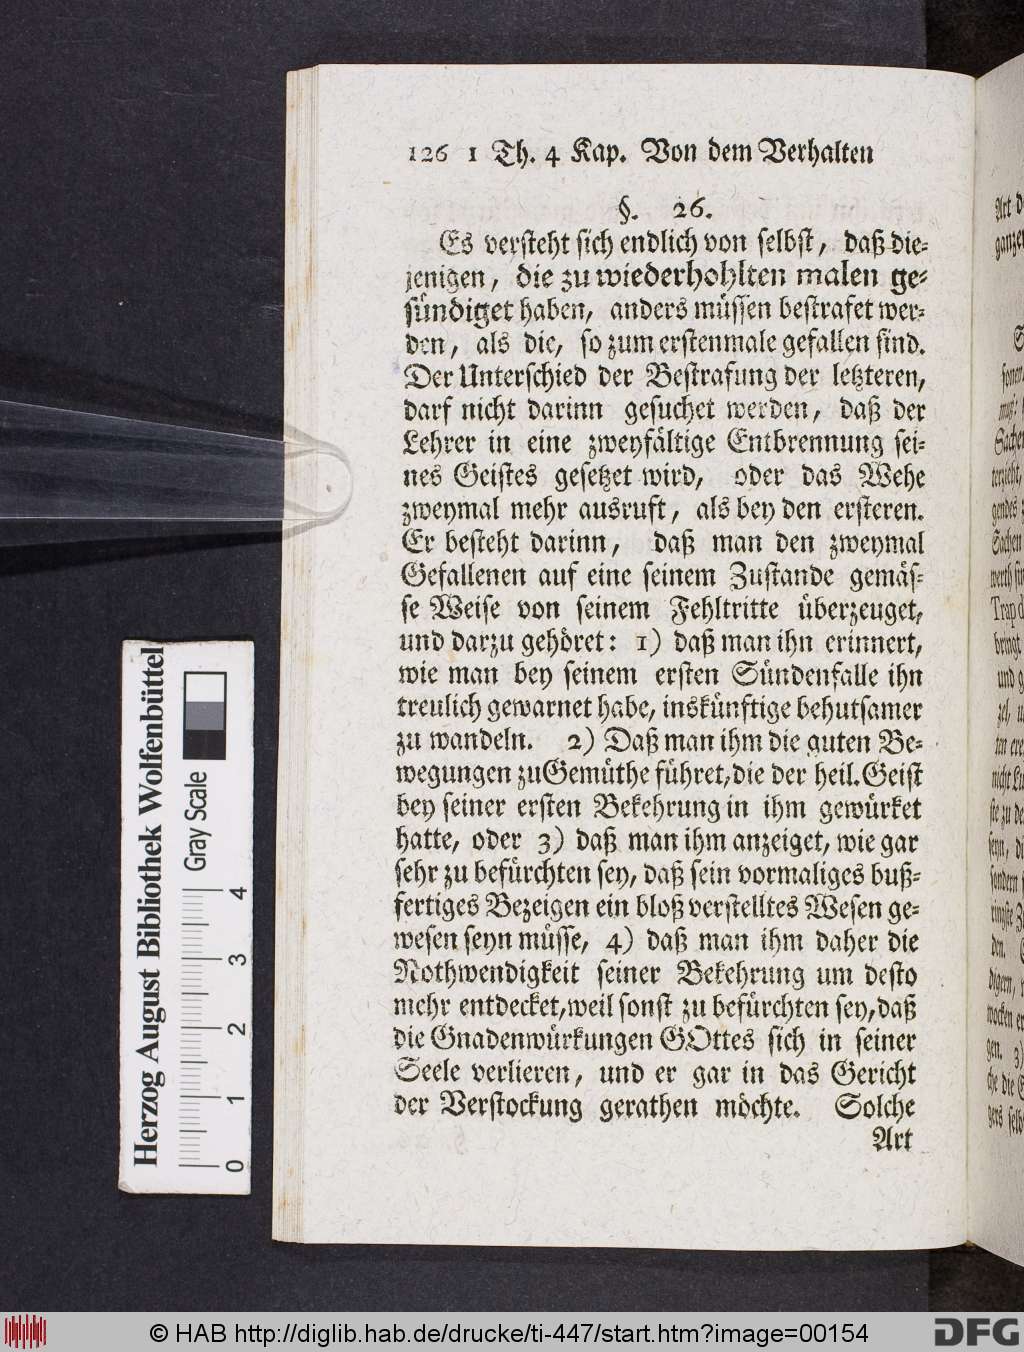 126 1 Th. 4 Kap. Von dem Verhalten
§. 26.
Es versteht sich endlich von selbst, daß die-
jenigen, die zu wiederhohlten malen ge-
sündiget haben, anders müssen bestrafet wer-
den, als die, so zum erstenmale gefallen sind.
Der Unterschied der Bestrafung der letzteren,
darf nicht darinn gesuchet werden, daß der
Lehrer in eine zweyfältige Entbrennung sei-
nes Geistes gesetzet wird, oder das Wehe
zweymal mehr ausruft, als bey den ersteren.
Er besteht darinn, daß man den zweymal
Gefallenen auf eine seinem Zustande gemäs-
se Weise von seinem Fehltritte überzeuget,
und darzu gehöret: 1) daß man ihn erinnert,
wie man bey seinem ersten Sündenfalle ihn
treulich gewarnet habe, inskünftige behutsamer
zu wandeln. 2) Daß man ihm die guten Be-
wegungen zu Gemüthe führet, die der heil. Geist
bey seiner ersten Bekehrung in ihm gewürket
hatte, oder 3) daß man ihm anzeiget, wie gar
sehr zu befürchten sey, daß sein vormaliges buß-
fertiges Bezeigen ein bloß verstelltes Wesen ge-
wesen seyn müsse, 4) daß man ihm daher die
Nothwendigkeit seiner Bekehrung um desto
mehr entdecket, weil sonst zu befürchten sey, daß
die Gnadenwürkungen GOttes sich in seiner
Seele verlieren, und er gar in das Gericht
der Verstockung gerathen möchte. Solche
Art
Herzog August Bibliothek Wolfenbüttel
Gray Scale
0 1 2 3 4
© HAB http://diglib.hab.de/drucke/ti-447/start.htm?image=00154
DFG